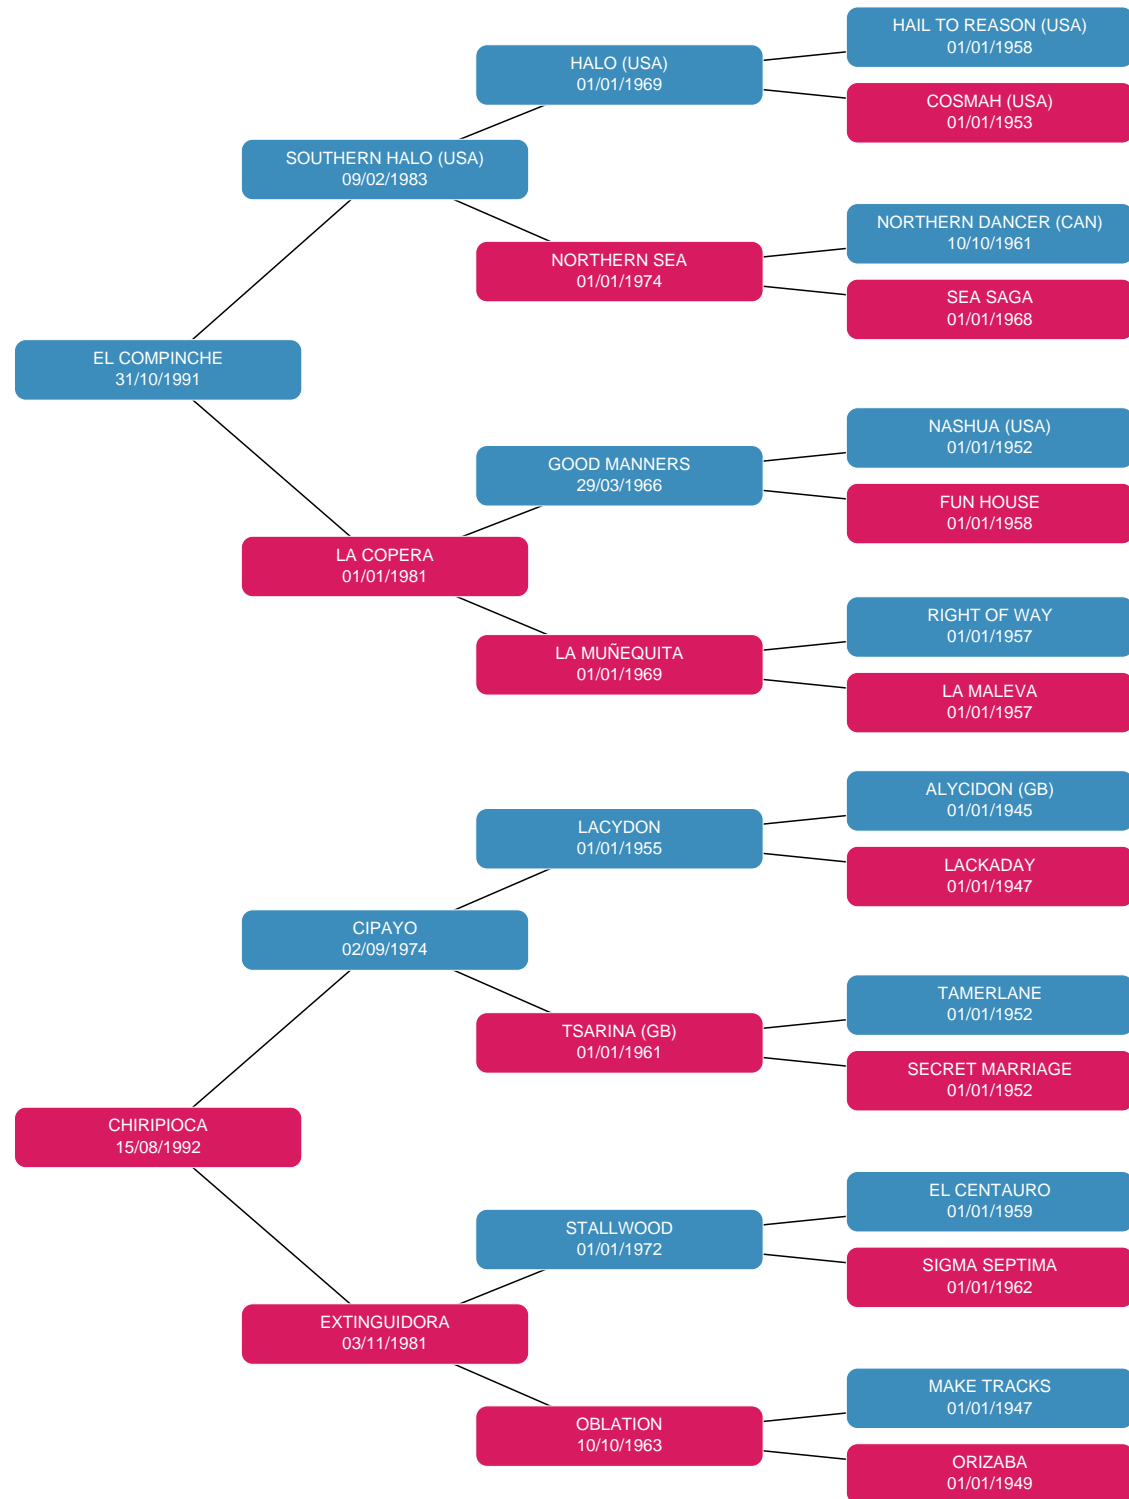 HAIL TO REASON (USA)
01/01/1958
HALO (USA)
01/01/1969
COSMAH (USA)
01/01/1953
SOUTHERN HALO (USA)
09/02/1983
NORTHERN DANCER (CAN)
10/10/1961
NORTHERN SEA
01/01/1974
SEA SAGA
01/01/1968
EL COMPINCHE
31/10/1991
NASHUA (USA)
01/01/1952
GOOD MANNERS
29/03/1966
FUN HOUSE
01/01/1958
LA COPERA
01/01/1981
RIGHT OF WAY
01/01/1957
LA MUÑEQUITA
01/01/1969
LA MALEVA
01/01/1957
ALYCIDON (GB)
01/01/1945
LACYDON
01/01/1955
LACKADAY
01/01/1947
CIPAYO
02/09/1974
TAMERLANE
01/01/1952
TSARINA (GB)
01/01/1961
SECRET MARRIAGE
01/01/1952
CHIRIPIOCA
15/08/1992
EL CENTAURO
01/01/1959
STALLWOOD
01/01/1972
SIGMA SEPTIMA
01/01/1962
EXTINGUIDORA
03/11/1981
MAKE TRACKS
01/01/1947
OBLATION
10/10/1963
ORIZABA
01/01/1949